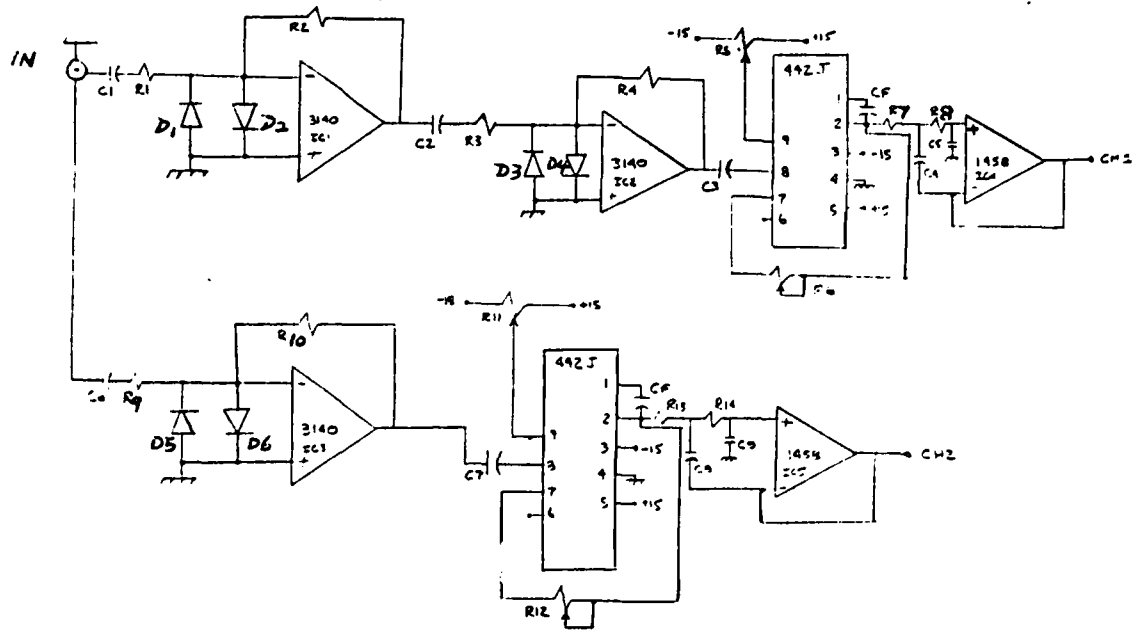 IN
C1
R1
D1
D2
R2
-
+
3140
IC1
C2
R3
D3
D4
R4
-
+
3140
IC2
C3
-15
R5
+15
442J
1
2
3
4
5
9
8
7
6
CF
-15
+15
R7
R8
C5
+
-
1458
CH1
R9
D5
D6
R10
-
+
3140
IC3
C7
R11
+15
442J
1
2
3
4
5
9
7
6
CF
-15
+15
R12
R14
C9
C9
+
-
1458
IC5
CH2